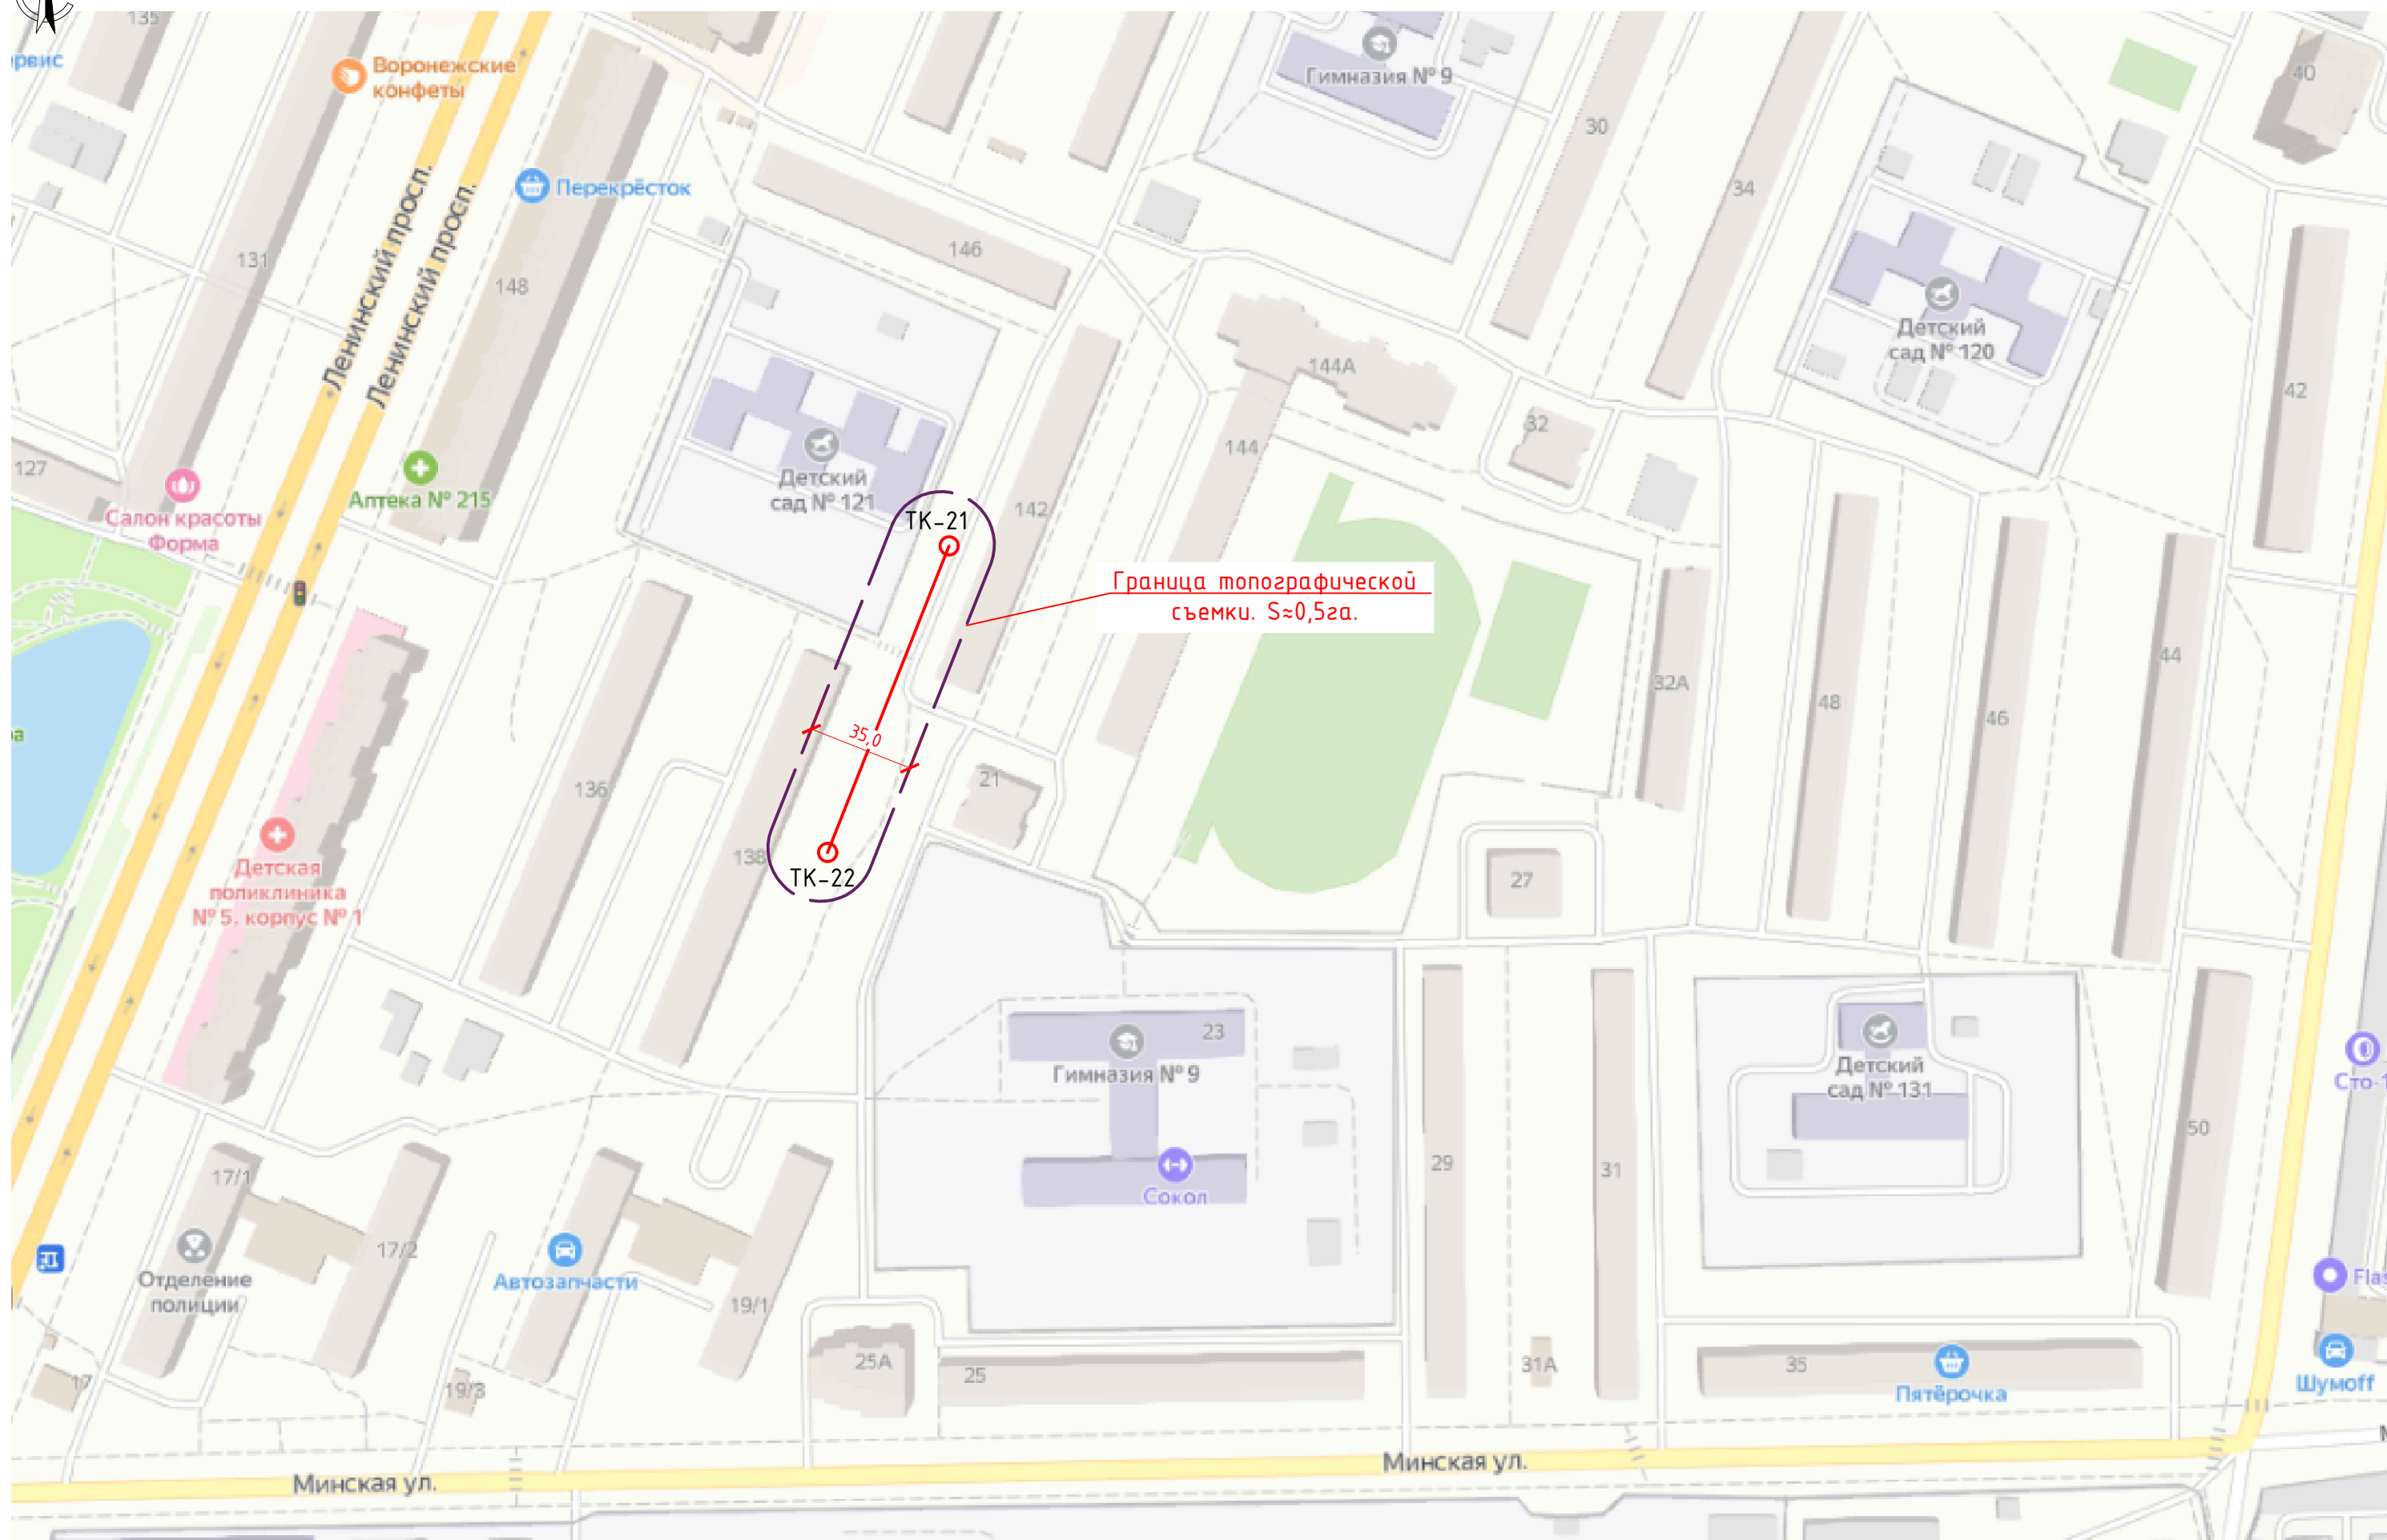 135
рвис
Воронежские
конфеты
Гимназия № 9
40
30
34
Перекрёсток
Ленинский просп.
Ленинский просп.
131
146
148
Детский
сад № 120
144А
42
32
127
144
Аптека № 215
Детский
сад № 121
142
Салон красоты
Форма
ТК-21
Граница топографической
съемки. S≈0,5га.
44
32А
48
46
35,0
21
136
138
ТК-22
Детская
поликлиника
№ 5, корпус № 1
27
23
Гимназия № 9
Детский
сад № 131
Сто-1
50
29
31
17/1
Сокол
17/2
Отделение
полиции
Автозапчасти
19/1
Flas
25А
25
31А
35
Пятёрочка
Шумоff
17
19/3
Минская ул.
Минская ул.